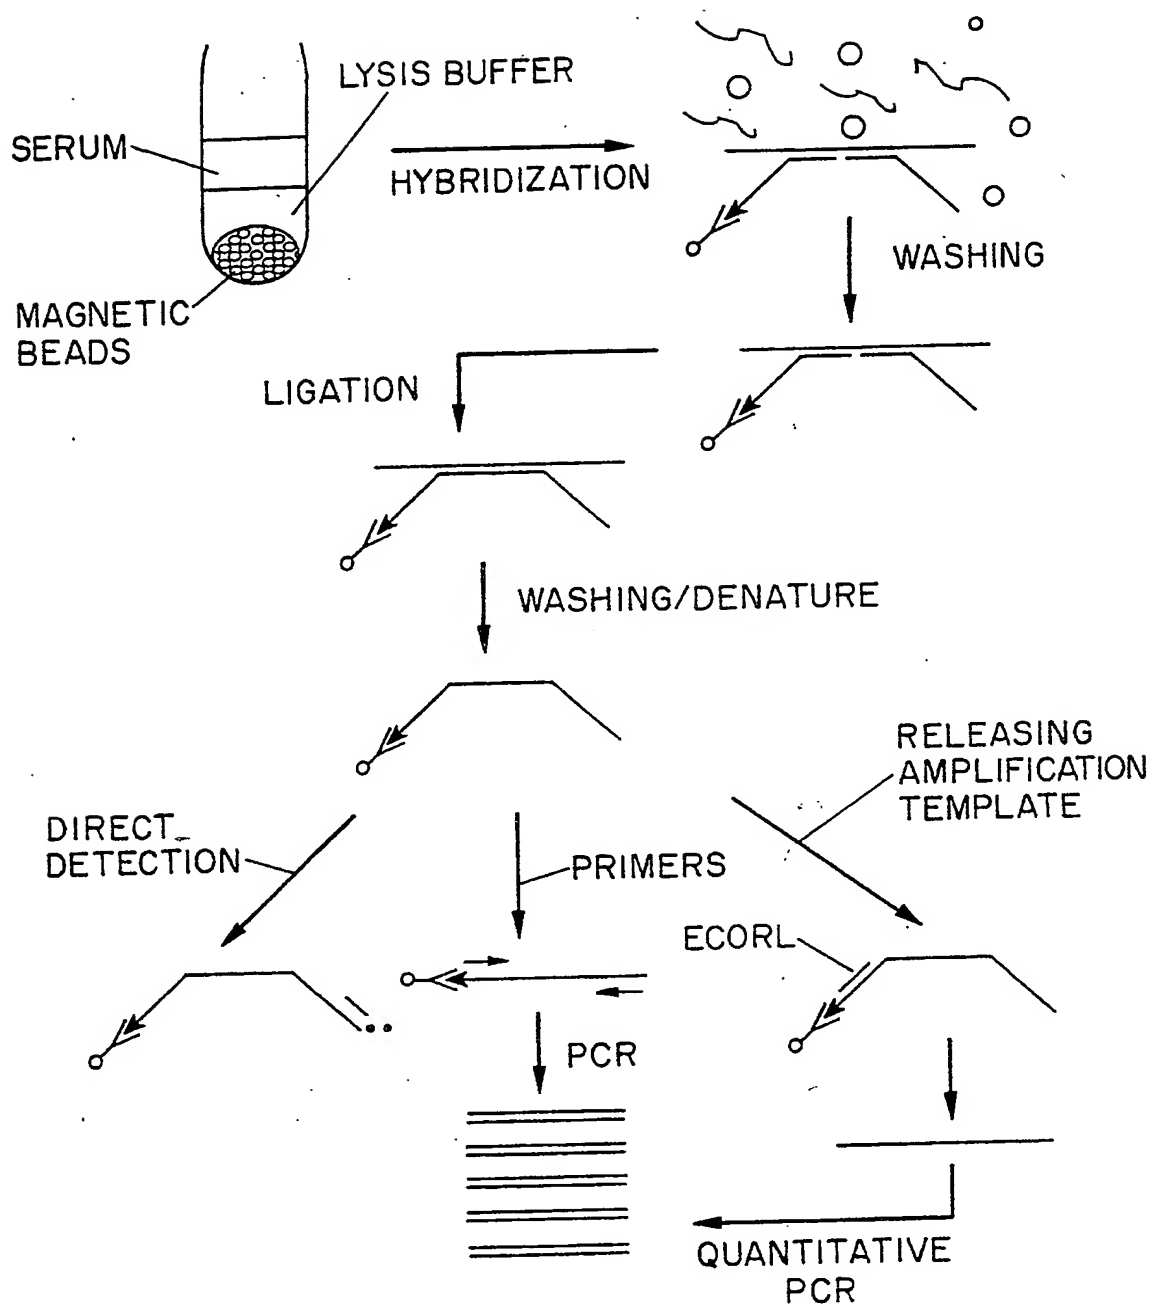 LYSIS BUFFER
SERUM
HYBRIDIZATION
MAGNETIC
BEADS
WASHING
LIGATION
WASHING/DENATURE
RELEASING
AMPLIFICATION
TEMPLATE
DIRECT
DETECTION
PRIMERS
ECORL
PCR
QUANTITATIVE
PCR